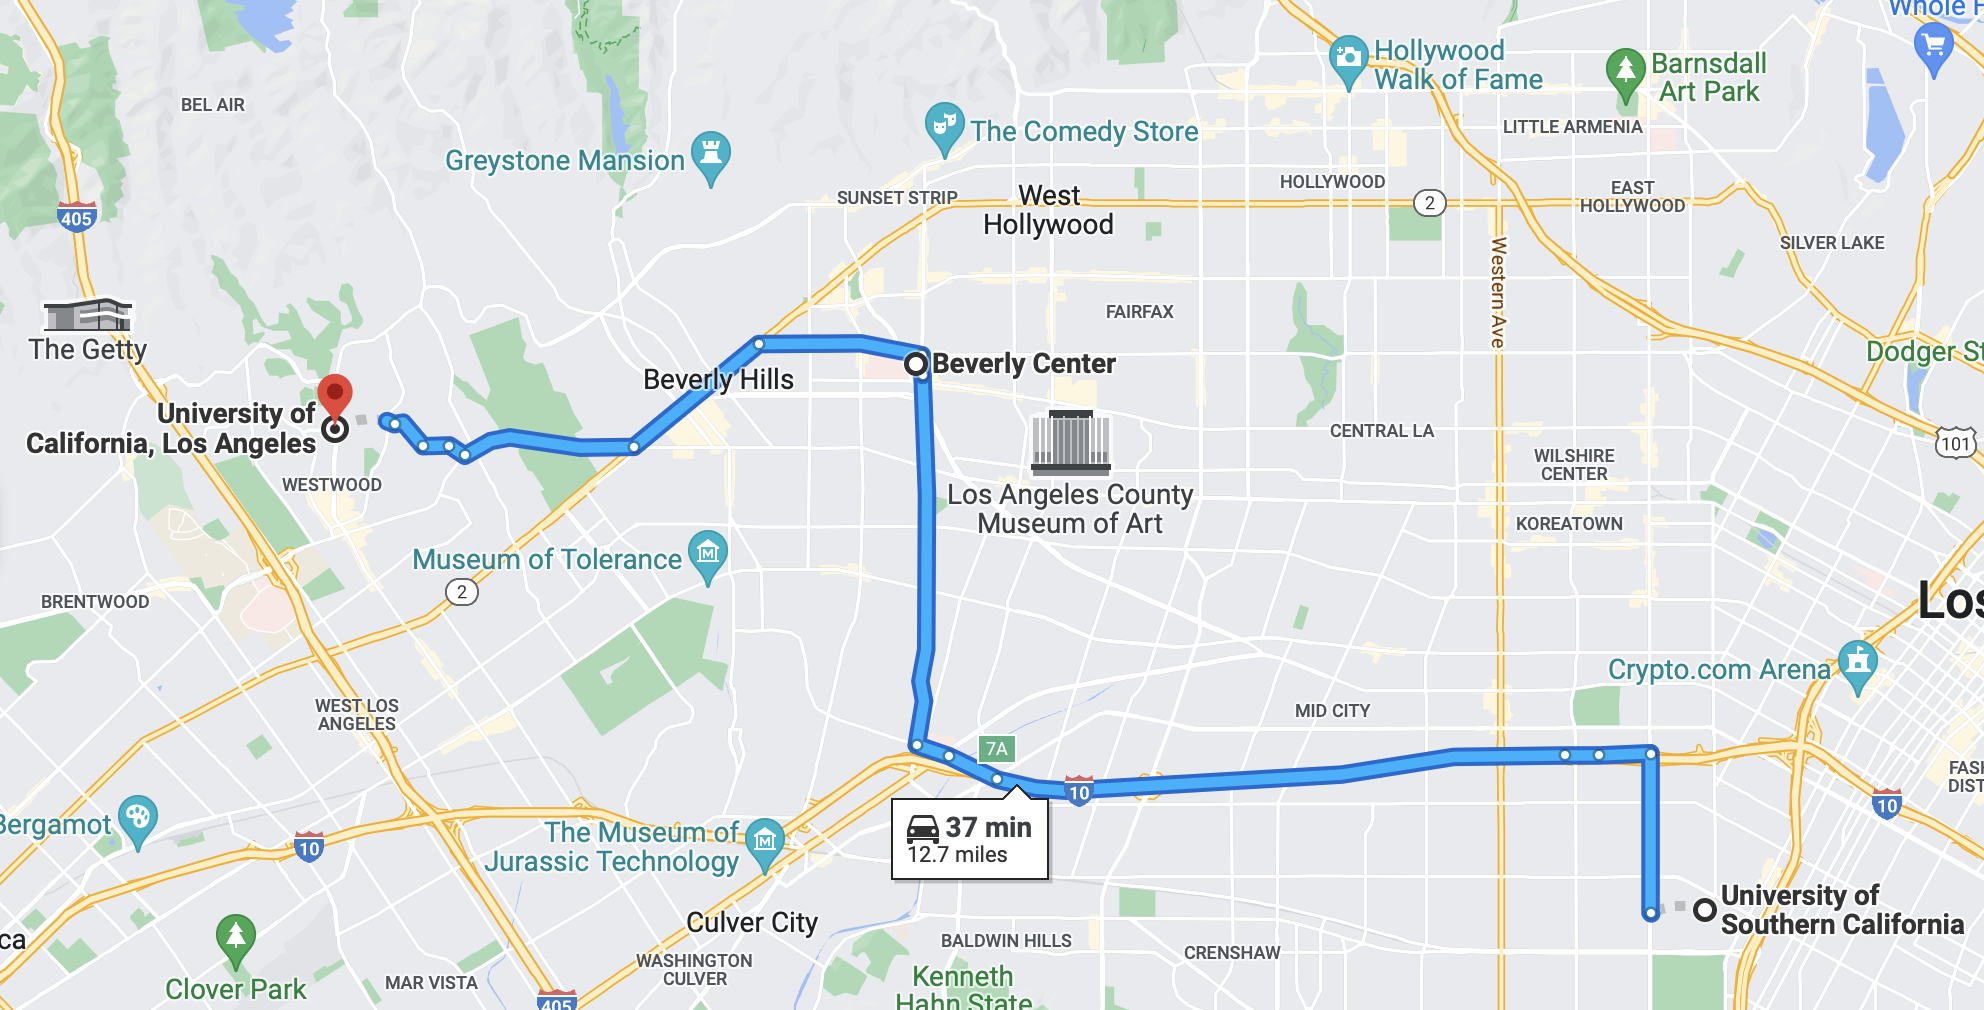 Whole
Hollywood
Walk of Fame
Barnsdall
Art Park
BEL AIR
The Comedy Store
LITTLE ARMENIA
Greystone Mansion
HOLLYWOOD
SUNSET STRIP
West
Hollywood
2
EAST
HOLLYWOOD
405
SILVER LAKE
Western Ave
FAIRFAX
The Getty
Dodger
Beverly Center
Beverly Hills
University of
California, Los Angeles
CENTRAL LA
101
WILSHIRE
CENTER
WESTWOOD
Los Angeles County
Museum of Art
KOREATOWN
Museum of Tolerance
2
BRENTWOOD
Los
Crypto.com Arena
WEST LOS
ANGELES
MID CITY
7A
10
FASH
DIST
10
Bergamot
The Museum of
Jurassic Technology
37 min
12.7 miles
10
University of
Southern California
Culver City
ca
BALDWIN HILLS
CRENSHAW
WASHINGTON
CULVER
Clover Park
MAR VISTA
Kenneth
Hahn State
405